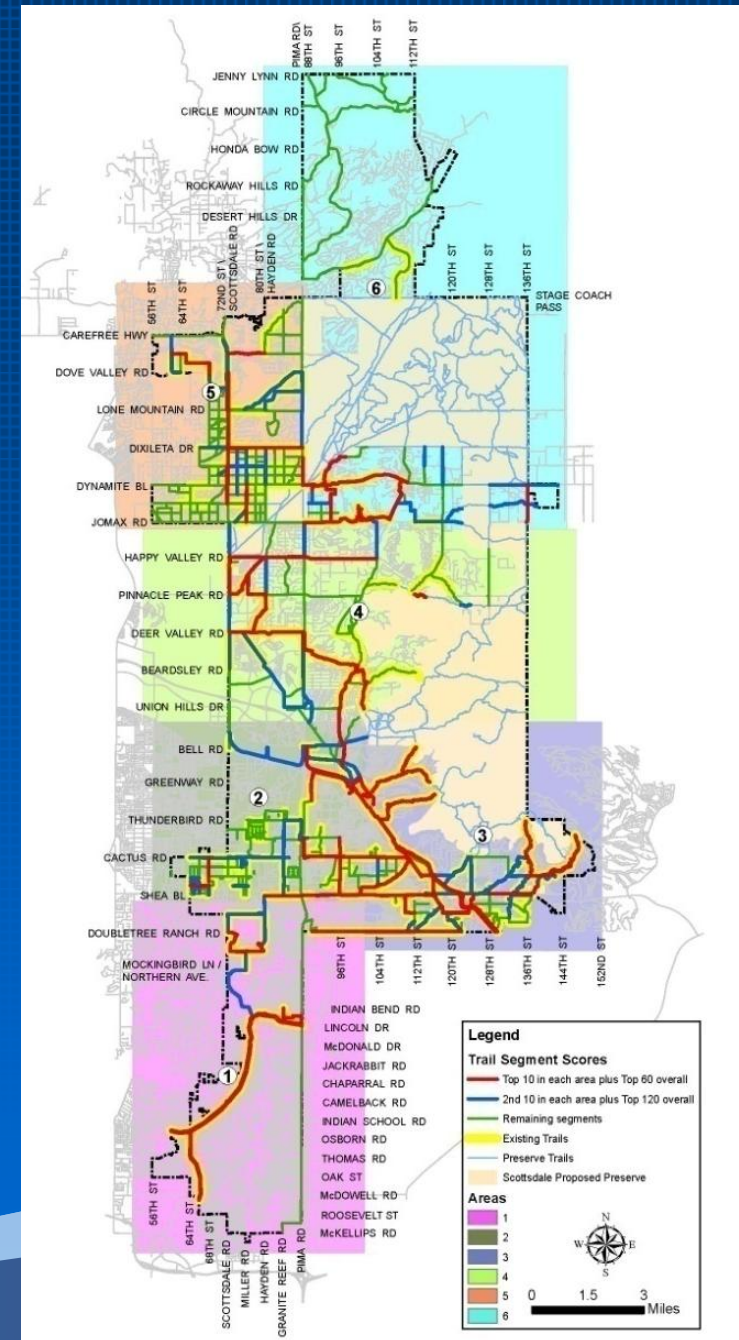 PIMA RD\
88TH ST
96TH ST
104TH ST
112TH ST
JENNY LYNN RD
CIRCLE MOUNTAIN RD
HONDA BOW RD
ROCKAWAY HILLS RD
DESERT HILLS DR
56TH ST
64TH ST
72ND ST \
SCOTTSDALE RD
80TH ST \
HAYDEN RD
6
120TH ST
128TH ST
136TH ST
STAGE COACH
PASS
CAREFREE HWY
DOVE VALLEY RD
5
LONE MOUNTAIN RD
DIXILETA DR
DYNAMITE BL
JOMAX RD
HAPPY VALLEY RD
PINNACLE PEAK RD
4
DEER VALLEY RD
BEARDSLEY RD
UNION HILLS DR
BELL RD
GREENWAY RD
2
THUNDERBIRD RD
3
CACTUS RD
SHEA BL
DOUBLETREE RANCH RD
MOCKINGBIRD LN /
NORTHERN AVE.
96TH ST
104TH ST
112TH ST
120TH ST
128TH ST
136TH ST
144TH ST
152ND ST
INDIAN BEND RD
LINCOLN DR
McDONALD DR
JACKRABBIT RD
CHAPARRAL RD
CAMELBACK RD
INDIAN SCHOOL RD
OSBORN RD
THOMAS RD
OAK ST
McDOWELL RD
ROOSEVELT ST
McKELLIPS RD
1
56TH ST
64TH ST
68TH ST
SCOTTSDALE RD
MILLER RD
HAYDEN RD
GRANITE REEF RD
PIMA RD
Legend
Trail Segment Scores
Top 10 in each area plus Top 60 overall
2nd 10 in each area plus Top 120 overall
Remaining segments
Existing Trails
Preserve Trails
Scottsdale Proposed Preserve
Areas
1
2
3
4
5
6
N
W E
S
0 1.5 3
Miles